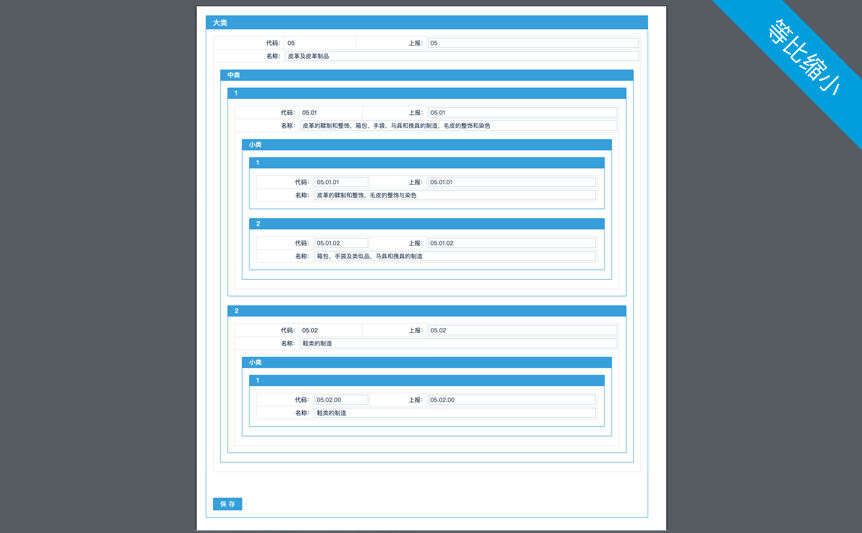 大类
代码： 05 上报： 05
名称： 皮革及皮革制品
中类
1
代码： 05.01 上报： 05.01
名称： 皮革的鞣制和整饰、箱包、手袋、马具和挽具的制造、毛皮的整饰和染色
小类
1
代码： 05.01.01 上报： 05.01.01
名称： 皮革的鞣制和整饰、毛皮的整饰与染色
2
代码： 05.01.02 上报： 05.01.02
名称： 箱包、手袋及类似品、马具和挽具的制造
2
代码： 05.02 上报： 05.02
名称： 鞋类的制造
小类
1
代码： 05.02.00 上报： 05.02.00
名称： 鞋类的制造
保 存
等比缩小